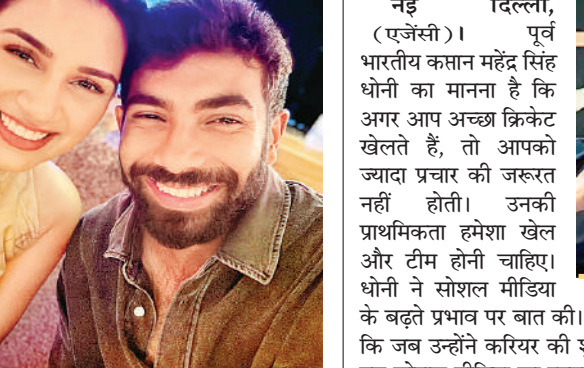 नई दिल्ली,
(एजेंसी)। पूर्व
भारतीय कप्तान महेंद्र सिंह
धोनी का मानना है कि
अगर आप अच्छा क्रिकेट
खेलते हैं, तो आपको
ज्यादा प्रचार की जरूरत
नहीं होती। उनकी
प्राथमिकता हमेशा खेल
और टीम होनी चाहिए।
धोनी ने सोशल मीडिया
के बढ़ते प्रभाव पर बात की।
कि जब उन्होंने करियर की